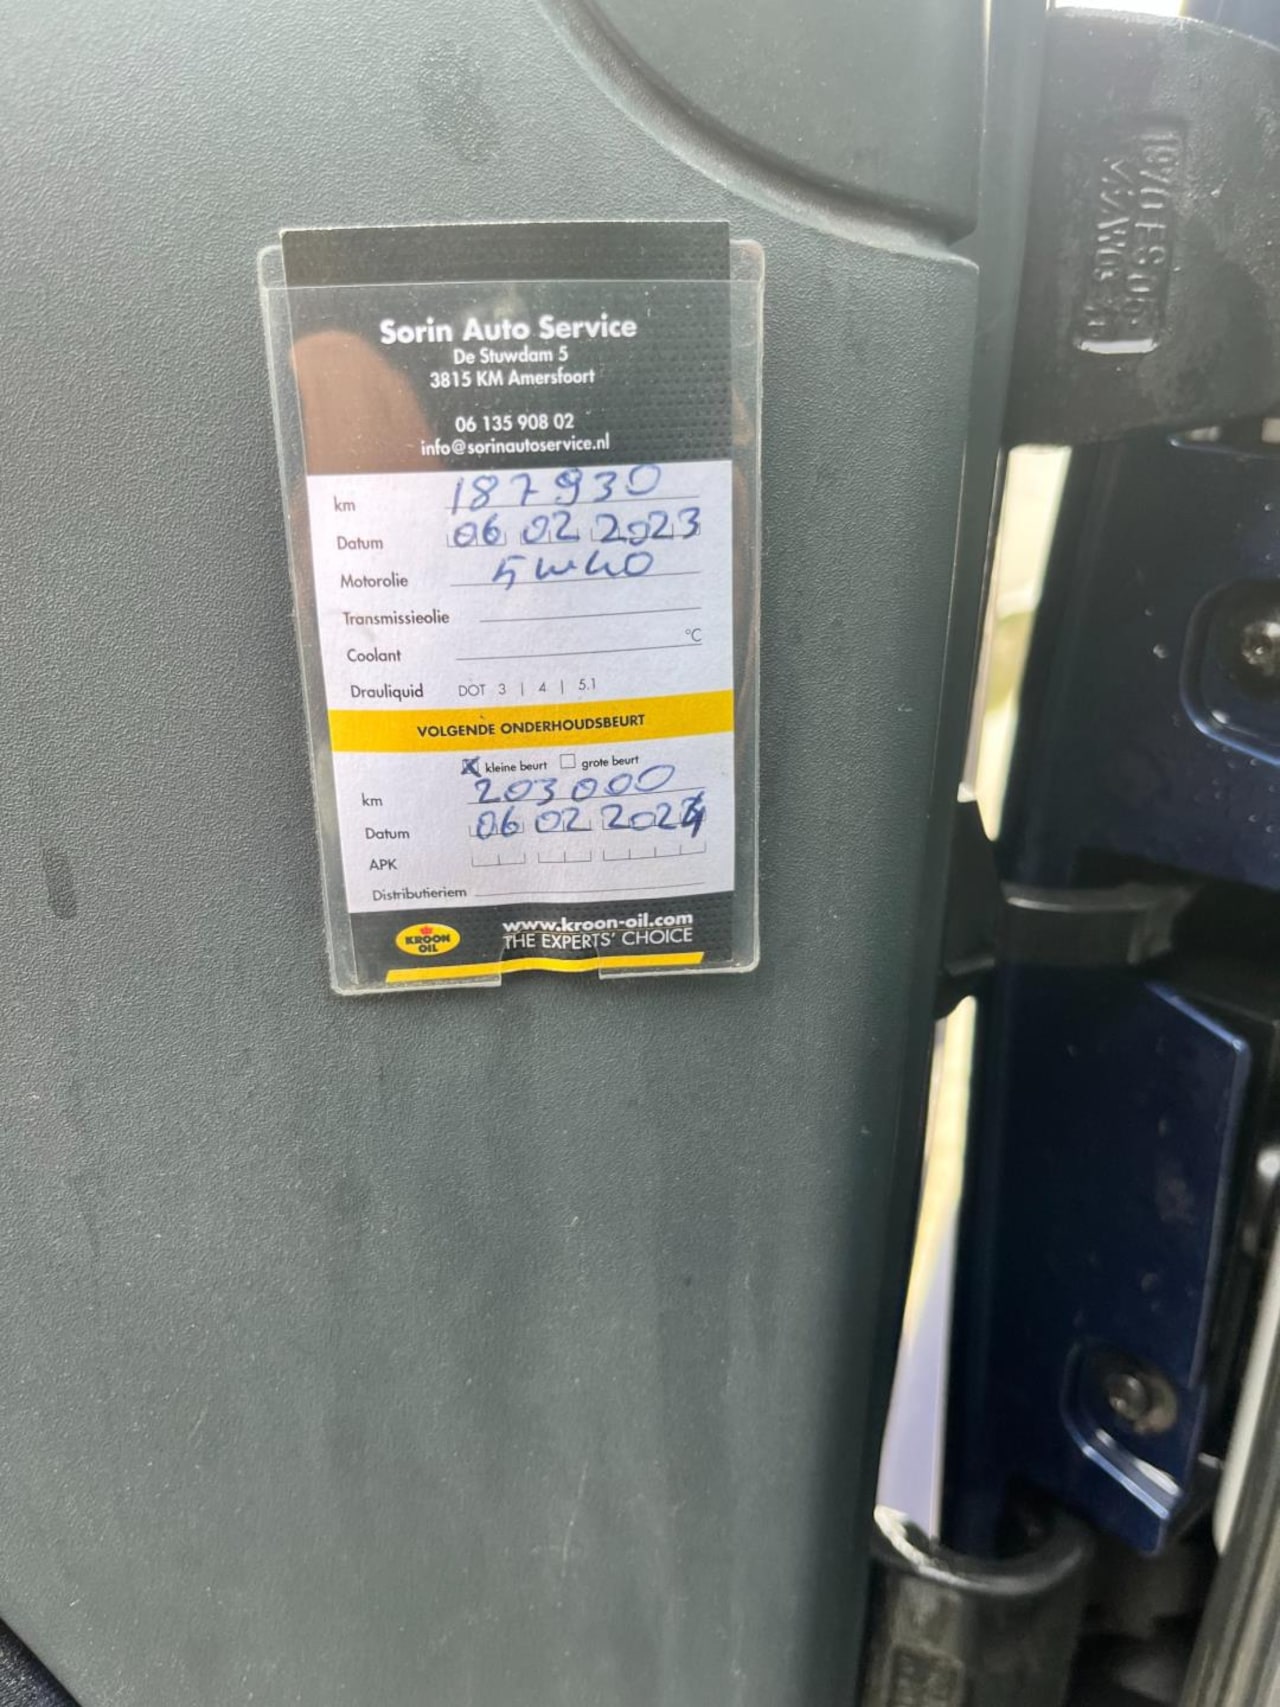 Sorin Auto Service
De Stuwdam 5
3815 KM Amersfoort
06 135 908 02
info@sorinautoservice.nl
km 187930
Datum 06 02 2023
Motorolie 5w40
Transmissieolie
°C
Coolant
Drauliquid DOT 3 | 4 | 5.1
VOLGENDE ONDERHOUDSBEURT
kleine beurt grote beurt
km 203000
Datum 06 02 2024
APK
Distributieriem
KROON OIL
www.kroon-oil.com
THE EXPERTS' CHOICE